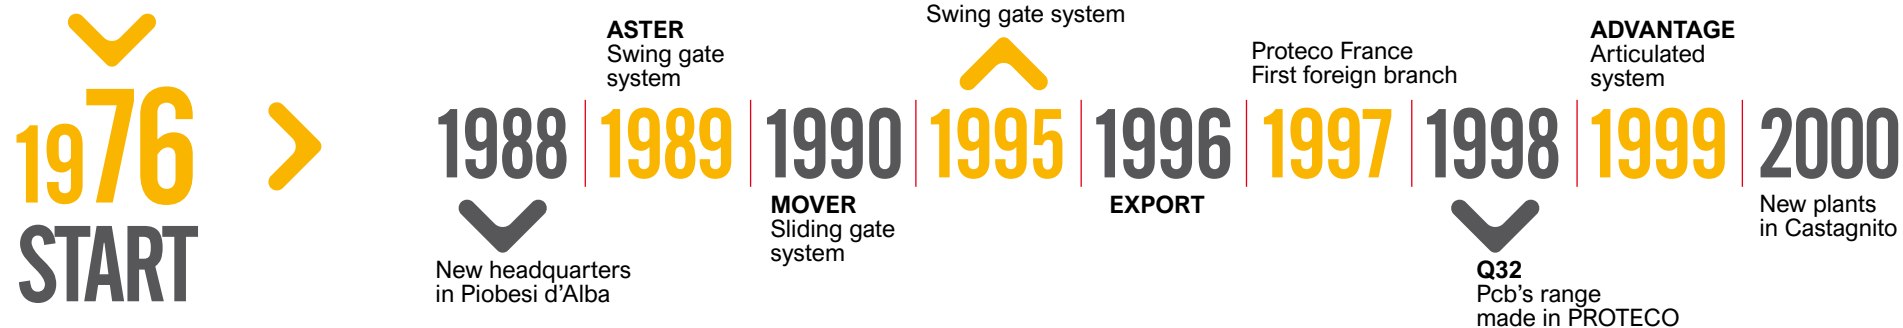 1976
START
1988
New headquarters
in Piobesi d'Alba
ASTER
Swing gate
system
1989
1990
MOVER
Sliding gate
system
Swing gate system
1995
1996
EXPORT
Proteco France
First foreign branch
1997
1998
Q32
Pcb's range
made in PROTECO
ADVANTAGE
Articulated
system
1999
2000
New plants
in Castagnito